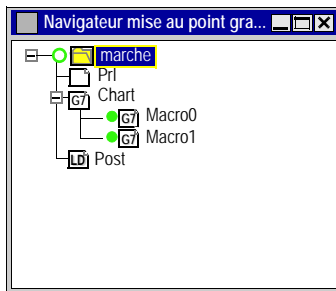 Navigateur mise au point gra...
marche
Prl
G7 Chart
G7 Macro0
G7 Macro1
LD Post